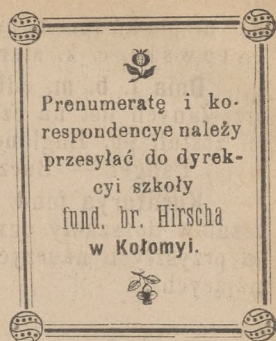 Prenumeratę i ko-
respondencye należy
przesyłać do dyrek-
cyi szkoły
fund. br. Hirscha
w Kołomyi.